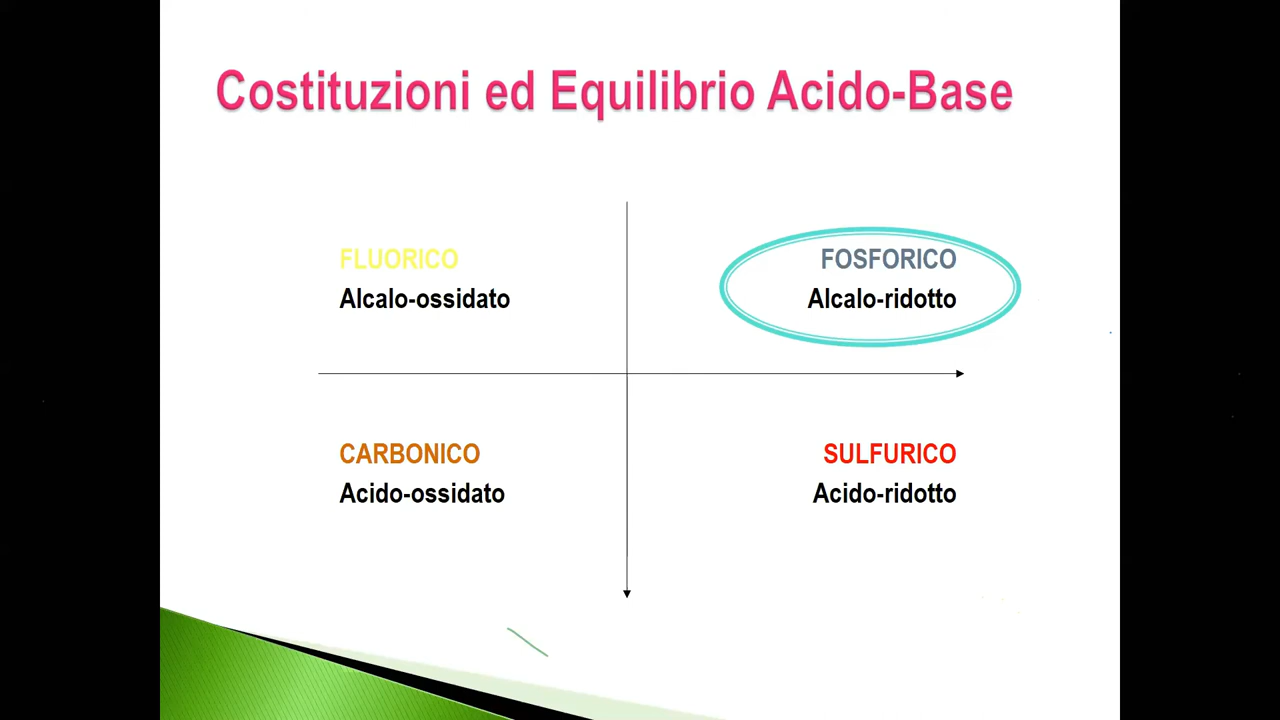 Costituzioni ed Equilibrio Acido-Base
FLUORICO
Alcalo-ossidato
FOSFORICO
Alcalo-ridotto
CARBONICO
Acido-ossidato
SULFURICO
Acido-ridotto